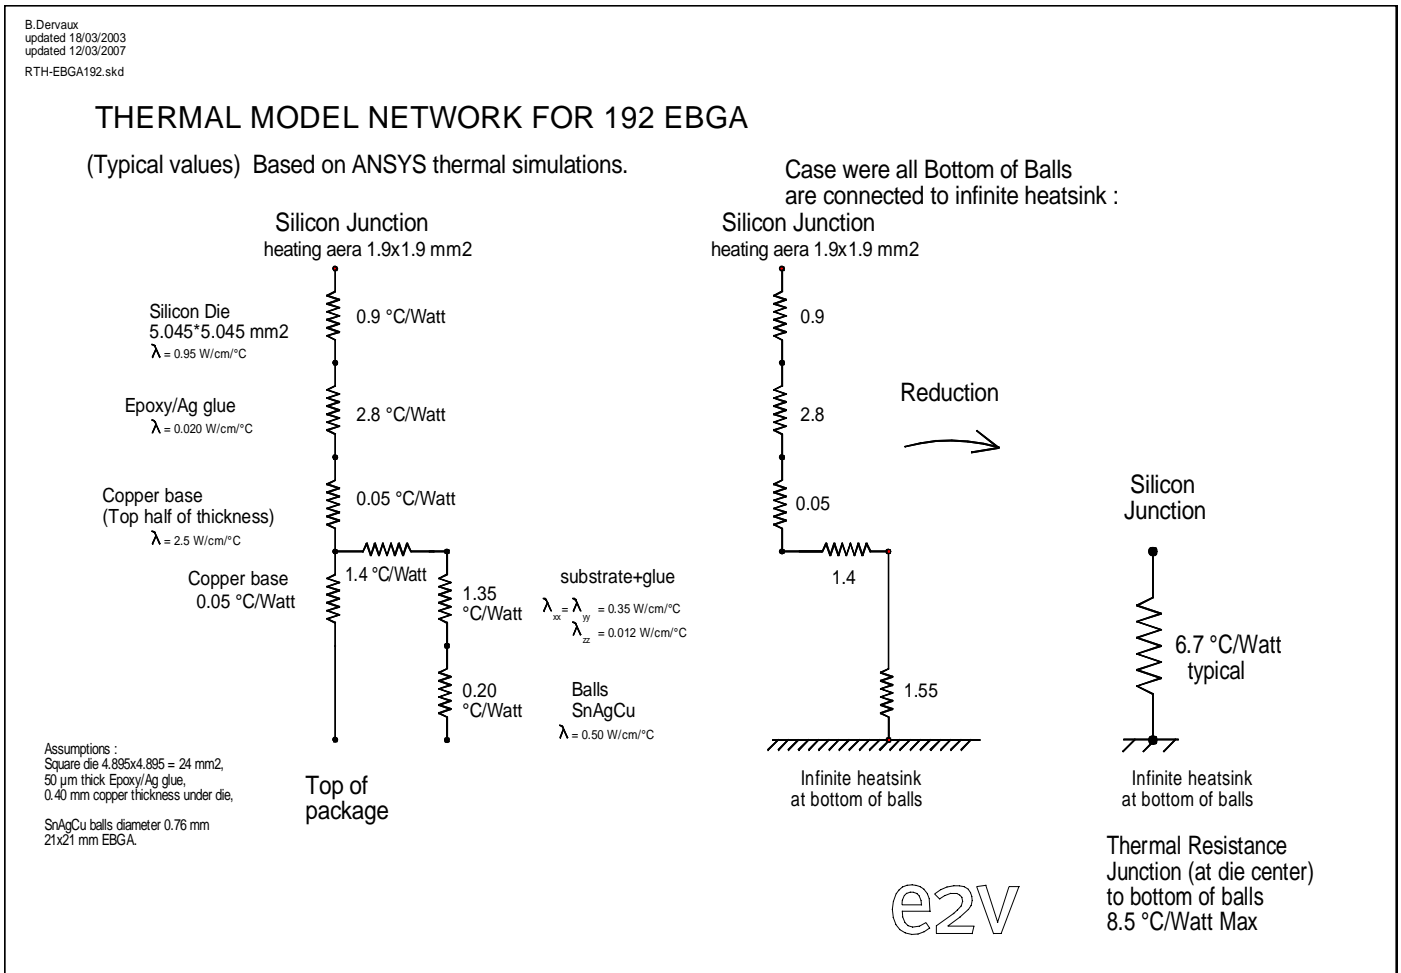 B.Dervaux
updated 18/03/2003
updated 12/03/2007
RTH-EBGA192.skd
THERMAL MODEL NETWORK FOR 192 EBGA
(Typical values) Based on ANSYS thermal simulations.
Case were all Bottom of Balls
are connected to infinite heatsink :
Silicon Junction
heating aera 1.9x1.9 mm2
Silicon Die
5.045*5.045 mm2
λ = 0.95 W/cm/°C
0.9 °C/Watt
Epoxy/Ag glue
λ = 0.020 W/cm/°C
2.8 °C/Watt
Copper base
(Top half of thickness)
λ = 2.5 W/cm/°C
0.05 °C/Watt
1.4 °C/Watt
Copper base
0.05 °C/Watt
1.35
°C/Watt
substrate+glue
λxx = λyy = 0.35 W/cm/°C
λzz = 0.012 W/cm/°C
0.20
°C/Watt
Balls
SnAgCu
λ = 0.50 W/cm/°C
Top of
package
Assumptions :
Square die 4.895x4.895 = 24 mm2,
50 µm thick Epoxy/Ag glue,
0.40 mm copper thickness under die,
SnAgCu balls diameter 0.76 mm
21x21 mm EBGA.
Silicon Junction
heating aera 1.9x1.9 mm2
0.9
2.8
0.05
1.4
1.55
Infinite heatsink
at bottom of balls
Reduction
Silicon
Junction
6.7 °C/Watt
typical
Infinite heatsink
at bottom of balls
Thermal Resistance
Junction (at die center)
to bottom of balls
8.5 °C/Watt Max
e2v